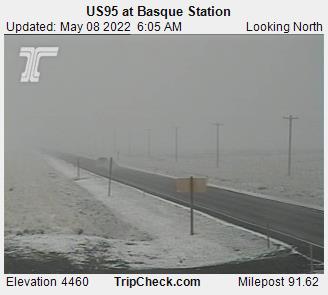 US95 at Basque Station
Updated: May 08 2022 6:05 AM Looking North
Elevation 4460 TripCheck.com Milepost 91.62